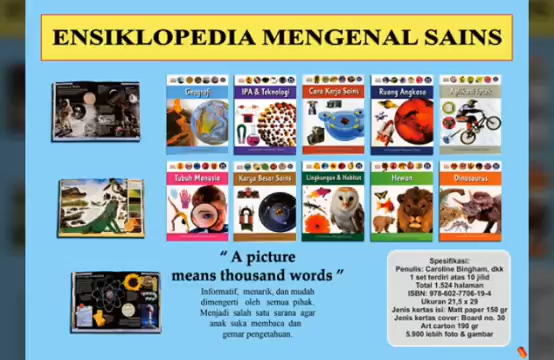 ENSIKLOPEDIA MENGENAL SAINS
Geografi
IPA & Teknologi
Cara Kerja Sains
Ruang Angkasa
Aplikasi Iptek
Tubuh Manusia
Karya Besar Sains
Lingkungan & Habitat
Hewan
Dinosaurus
“ A picture
means thousand words ”
Informatif, menarik, dan mudah
dimengerti oleh semua pihak.
Menjadi salah satu sarana agar
anak suka membaca dan
gemar pengetahuan.
Spesifikasi:
Penulis: Caroline Bingham, dkk
1 set terdiri atas 10 jilid
Total 1.524 halaman
ISBN: 978-602-7706-19-4
Ukuran 21,5 x 29
Jenis kertas isi: Matt paper 150 gr
Jenis kertas cover: Board no. 30
Art carton 190 gr
5.900 lebih foto & gambar